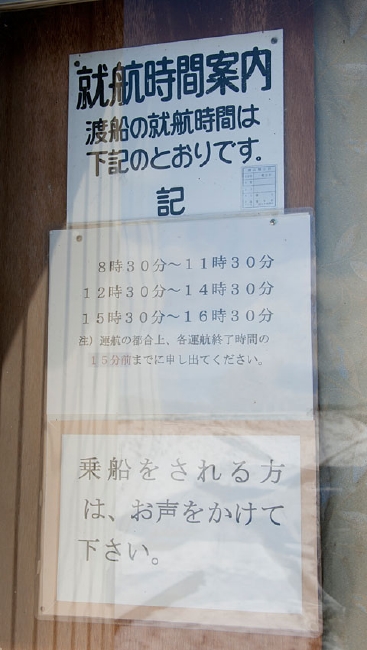 就航時間案内
渡船の就航時間は
下記のとおりです。
記
8時30分～11時30分
12時30分～14時30分
15時30分～16時30分
注）運航の都合上、各運航終了時間の
15分前までに申し出てください。
乗船をされる方
は、お声をかけて
下さい。